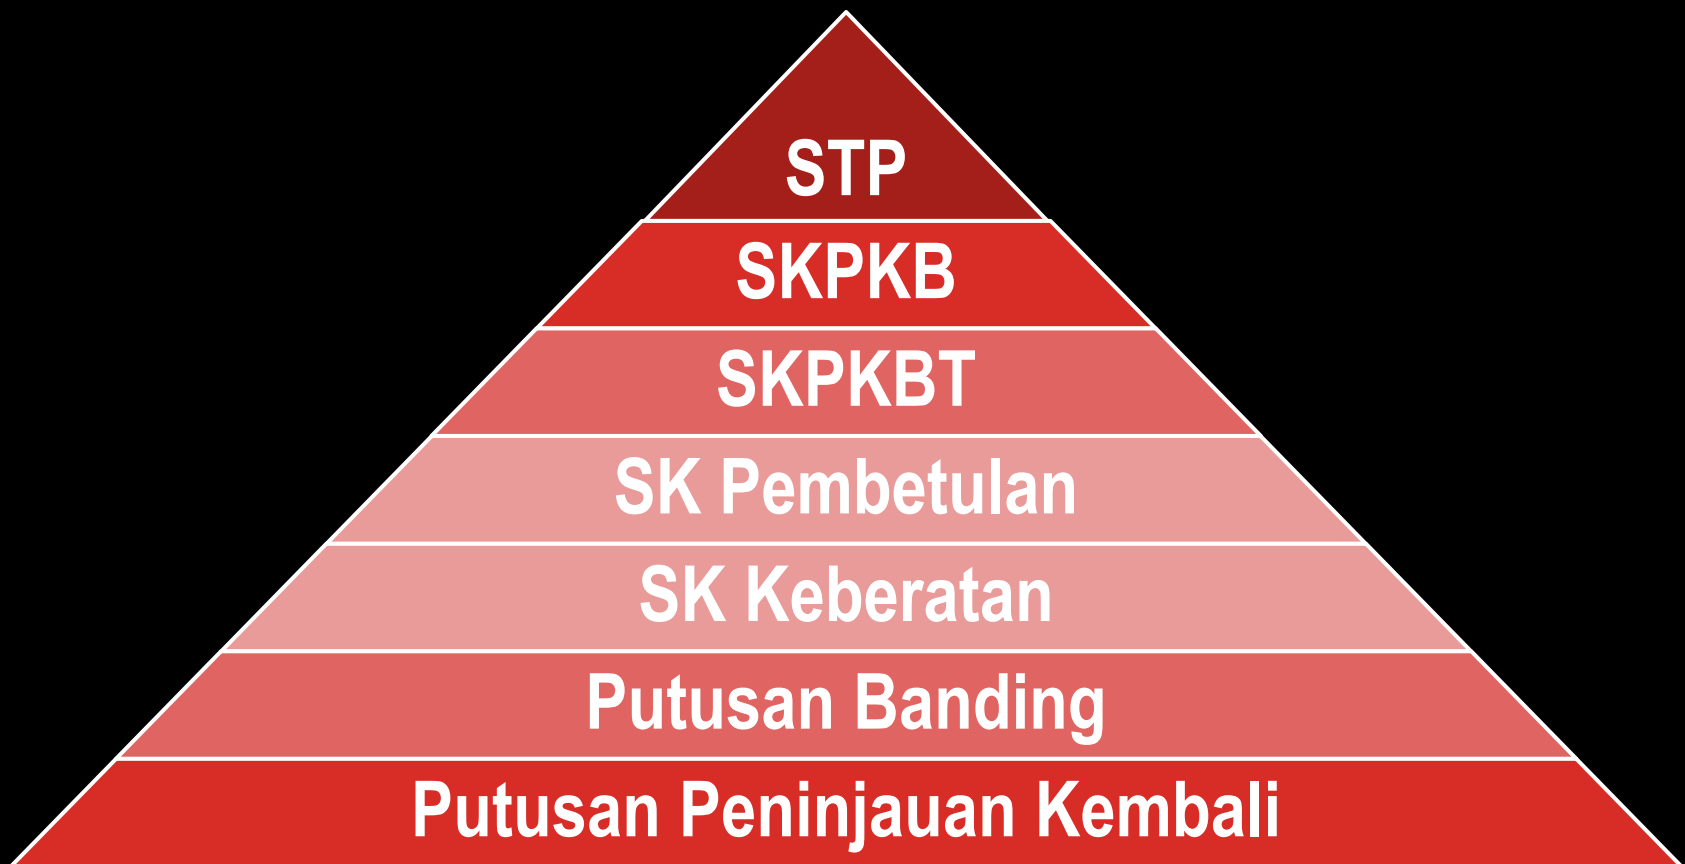 STP
SKPKB
SKPKBT
SK Pembetulan
SK Keberatan
Putusan Banding
Putusan Peninjauan Kembali